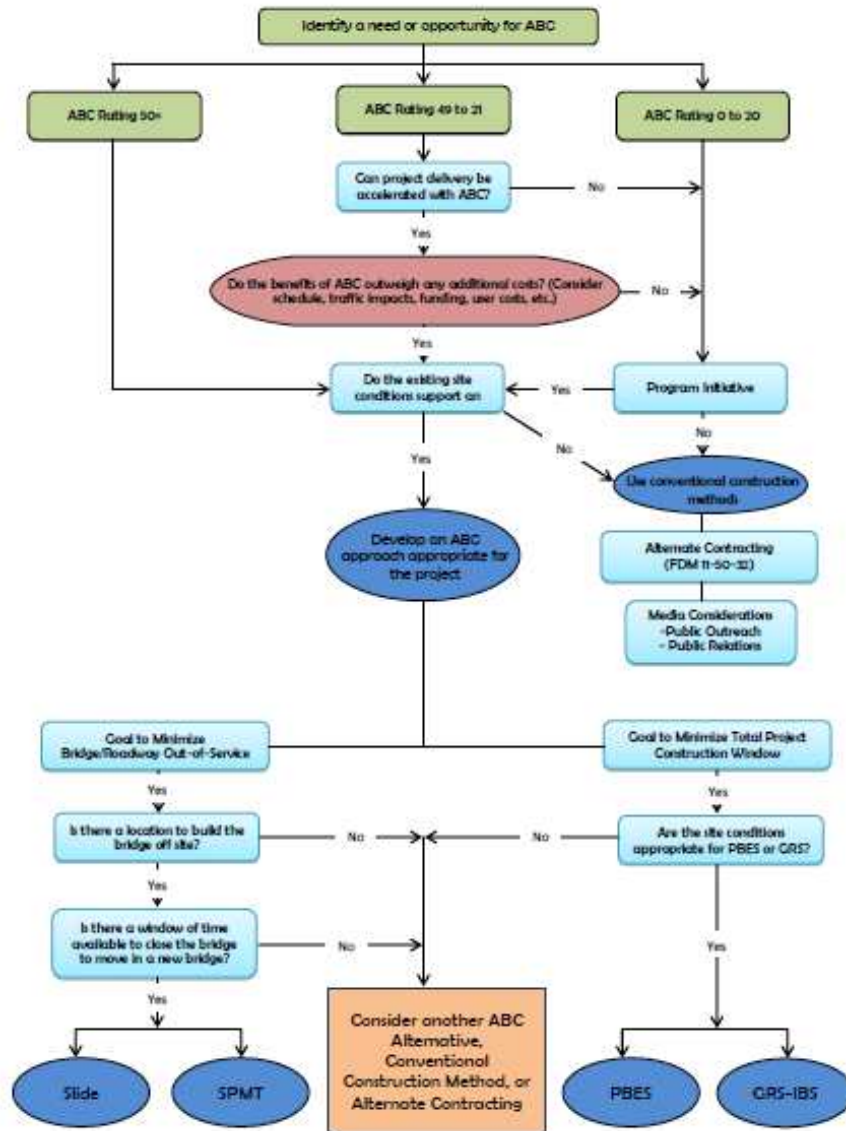 Identify a need or opportunity for ABC
ABC Rating 50+
ABC Rating 49 to 21
ABC Rating 0 to 20
Can project delivery be
accelerated with ABC?
No
Yes
Do the benefits of ABC outweigh any additional costs? (Consider
schedule, traffic impacts, funding, user costs, etc.)
No
Yes
Do the existing site
conditions support an
Yes
Program Initiative
No
No
Yes
Use conventional construction
methods
Develop an ABC
approach appropriate for
the project
Alternate Contracting
(FDM 11-50-32)
Media Considerations
-Public Outreach
- Public Relations
Goal to Minimize
Bridge/Roadway Out-of-Service
Goal to Minimize Total Project
Construction Window
Yes
Yes
Is there a location to build the
bridge off site?
No
No
Are the site conditions
appropriate for PBES or GRS?
Yes
Is there a window of time
available to close the bridge
to move in a new bridge?
No
Yes
Yes
Consider another ABC
Alternative,
Conventional
Construction Method, or
Alternate Contracting
Slide
SPMT
PBES
GRS-IBS